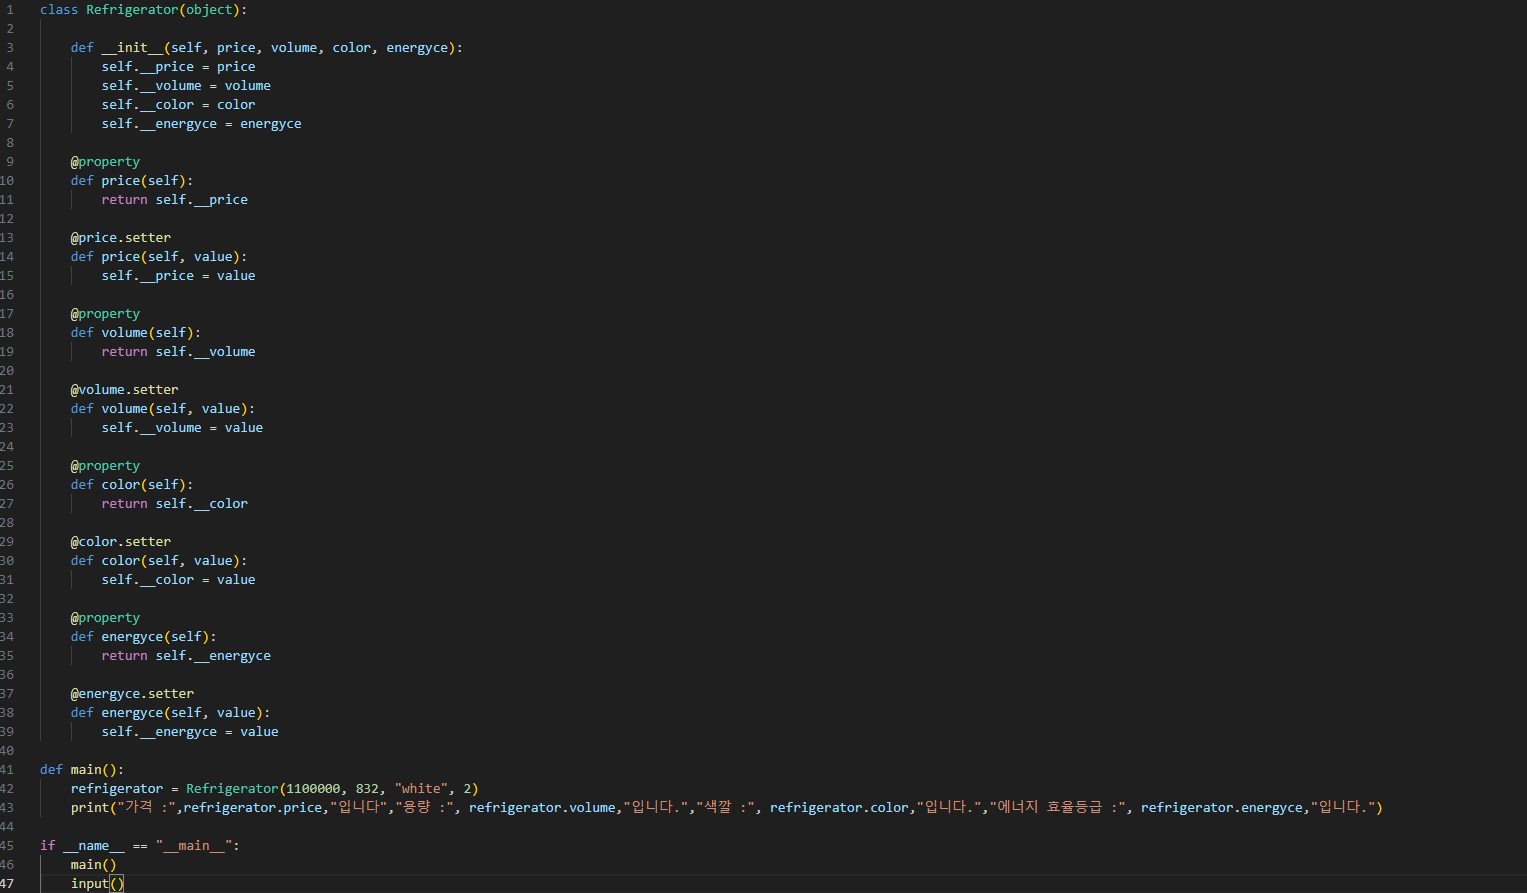 1 class Refrigerator(object):
2
3 def __init__(self, price, volume, color, energyce):
4 self.__price = price
5 self.__volume = volume
6 self.__color = color
7 self.__energyce = energyce
8
9 @property
10 def price(self):
11 return self.__price
12
13 @price.setter
14 def price(self, value):
15 self.__price = value
16
17 @property
18 def volume(self):
19 return self.__volume
20
21 @volume.setter
22 def volume(self, value):
23 self.__volume = value
24
25 @property
26 def color(self):
27 return self.__color
28
29 @color.setter
30 def color(self, value):
31 self.__color = value
32
33 @property
34 def energyce(self):
35 return self.__energyce
36
37 @energyce.setter
38 def energyce(self, value):
39 self.__energyce = value
40
41 def main():
42 refrigerator = Refrigerator(1100000, 832, "white", 2)
43 print("가격 :",refrigerator.price,"입니다","용량 :", refrigerator.volume,"입니다.","색깔 :", refrigerator.color,"입니다.","에너지 효율등급 :", refrigerator.energyce,"입니다.")
44
45 if __name__ == "__main__":
46 main()
47 input()